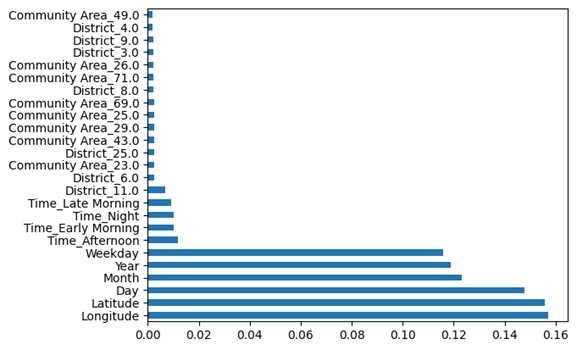 Community Area_49.0
District_4.0
District_9.0
District_3.0
Community Area_26.0
Community Area_71.0
District_8.0
Community Area_69.0
Community Area_25.0
Community Area_29.0
Community Area_43.0
District_25.0
Community Area_23.0
District_6.0
District_11.0
Time_Late Morning
Time_Night
Time_Early Morning
Time_Afternoon
Weekday
Year
Month
Day
Latitude
Longitude
0.00 0.02 0.04 0.06 0.08 0.10 0.12 0.14 0.16